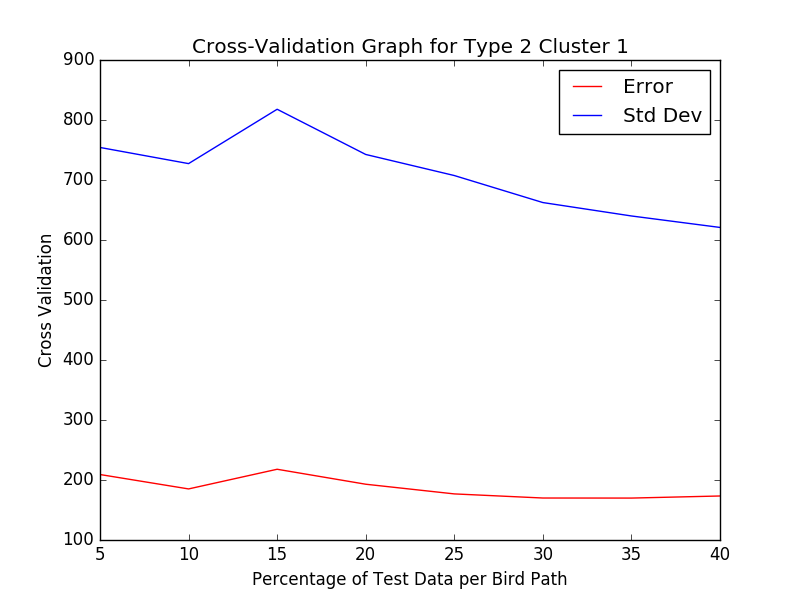 Cross-Validation Graph for Type 2 Cluster 1
Error
Std Dev
900
800
700
600
500
400
300
200
100
Cross Validation
5 10 15 20 25 30 35 40
Percentage of Test Data per Bird Path